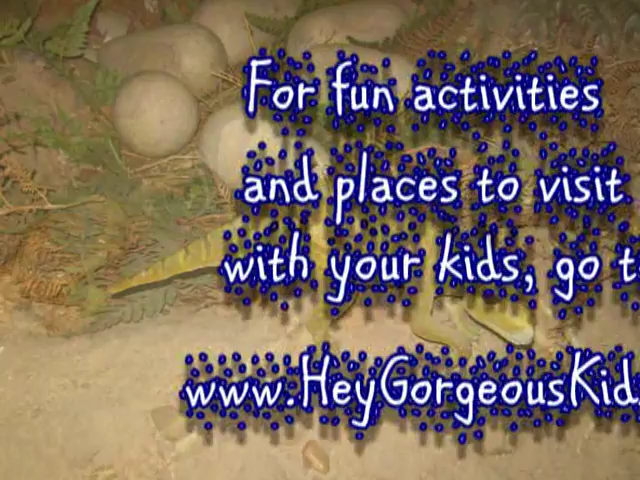 For fun activities
and places to visit
with your kids, go t
www.HeyGorgeousKid